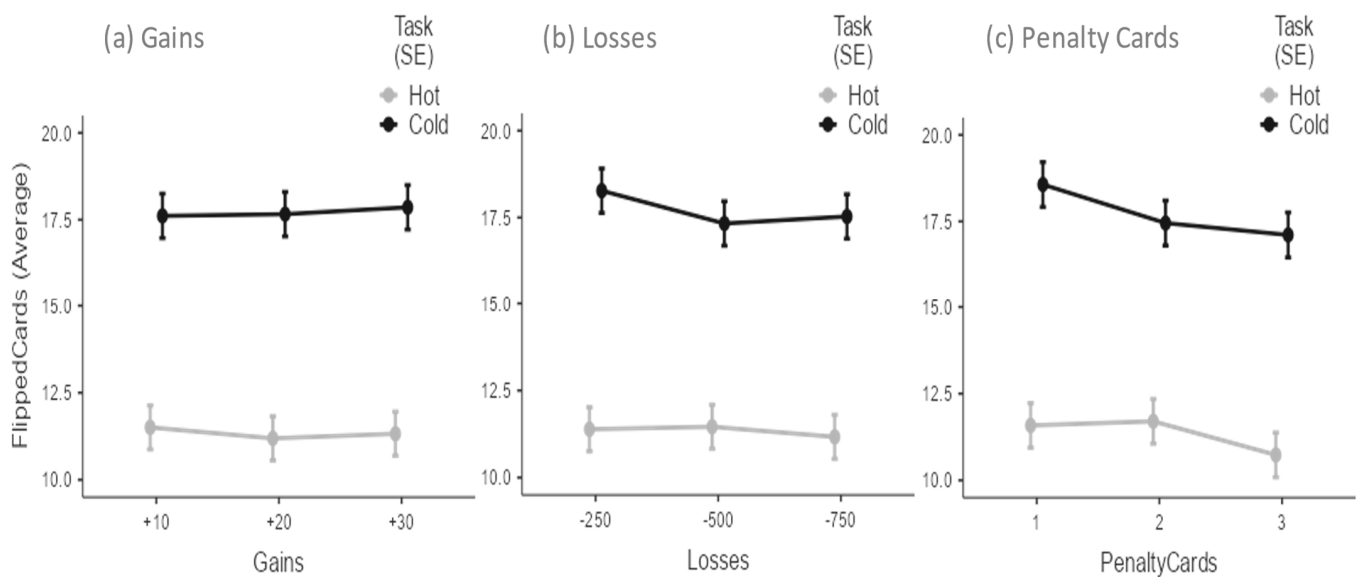 (a) Gains
Task
(SE)
Hot
Cold
20.0
17.5
15.0
12.5
10.0
FlippedCards (Average)
+10
+20
+30
Gains
(b) Losses
Task
(SE)
Hot
Cold
20.0
17.5
15.0
12.5
10.0
-250
-500
-750
Losses
(c) Penalty Cards
Task
(SE)
Hot
Cold
20.0
17.5
15.0
12.5
10.0
1
2
3
PenaltyCards